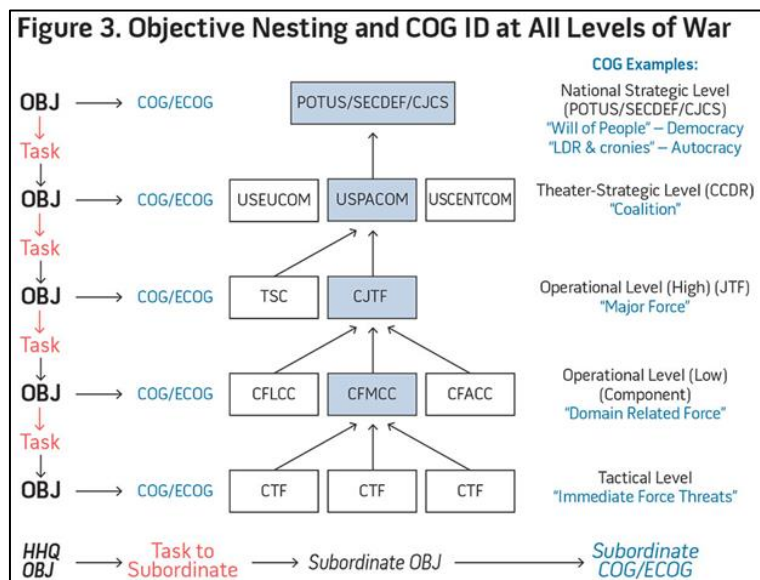 Figure 3. Objective Nesting and COG ID at All Levels of War
COG Examples:
OBJ
COG/ECOG
POTUS/SECDEF/CJCS
National Strategic Level
(POTUS/SECDEF/CJCS)
"Will of People" – Democracy
"LDR & cronies" – Autocracy
Task
OBJ
COG/ECOG
USEUCOM
USPACOM
USCENTCOM
Theater-Strategic Level (CCDR)
"Coalition"
Task
OBJ
COG/ECOG
TSC
CJTF
Operational Level (High) (JTF)
"Major Force"
Task
OBJ
COG/ECOG
CFLCC
CFMCC
CFACC
Operational Level (Low)
(Component)
"Domain Related Force"
Task
OBJ
COG/ECOG
CTF
CTF
CTF
Tactical Level
"Immediate Force Threats"
HHQ
OBJ
Task to
Subordinate
Subordinate OBJ
Subordinate
COG/ECOG